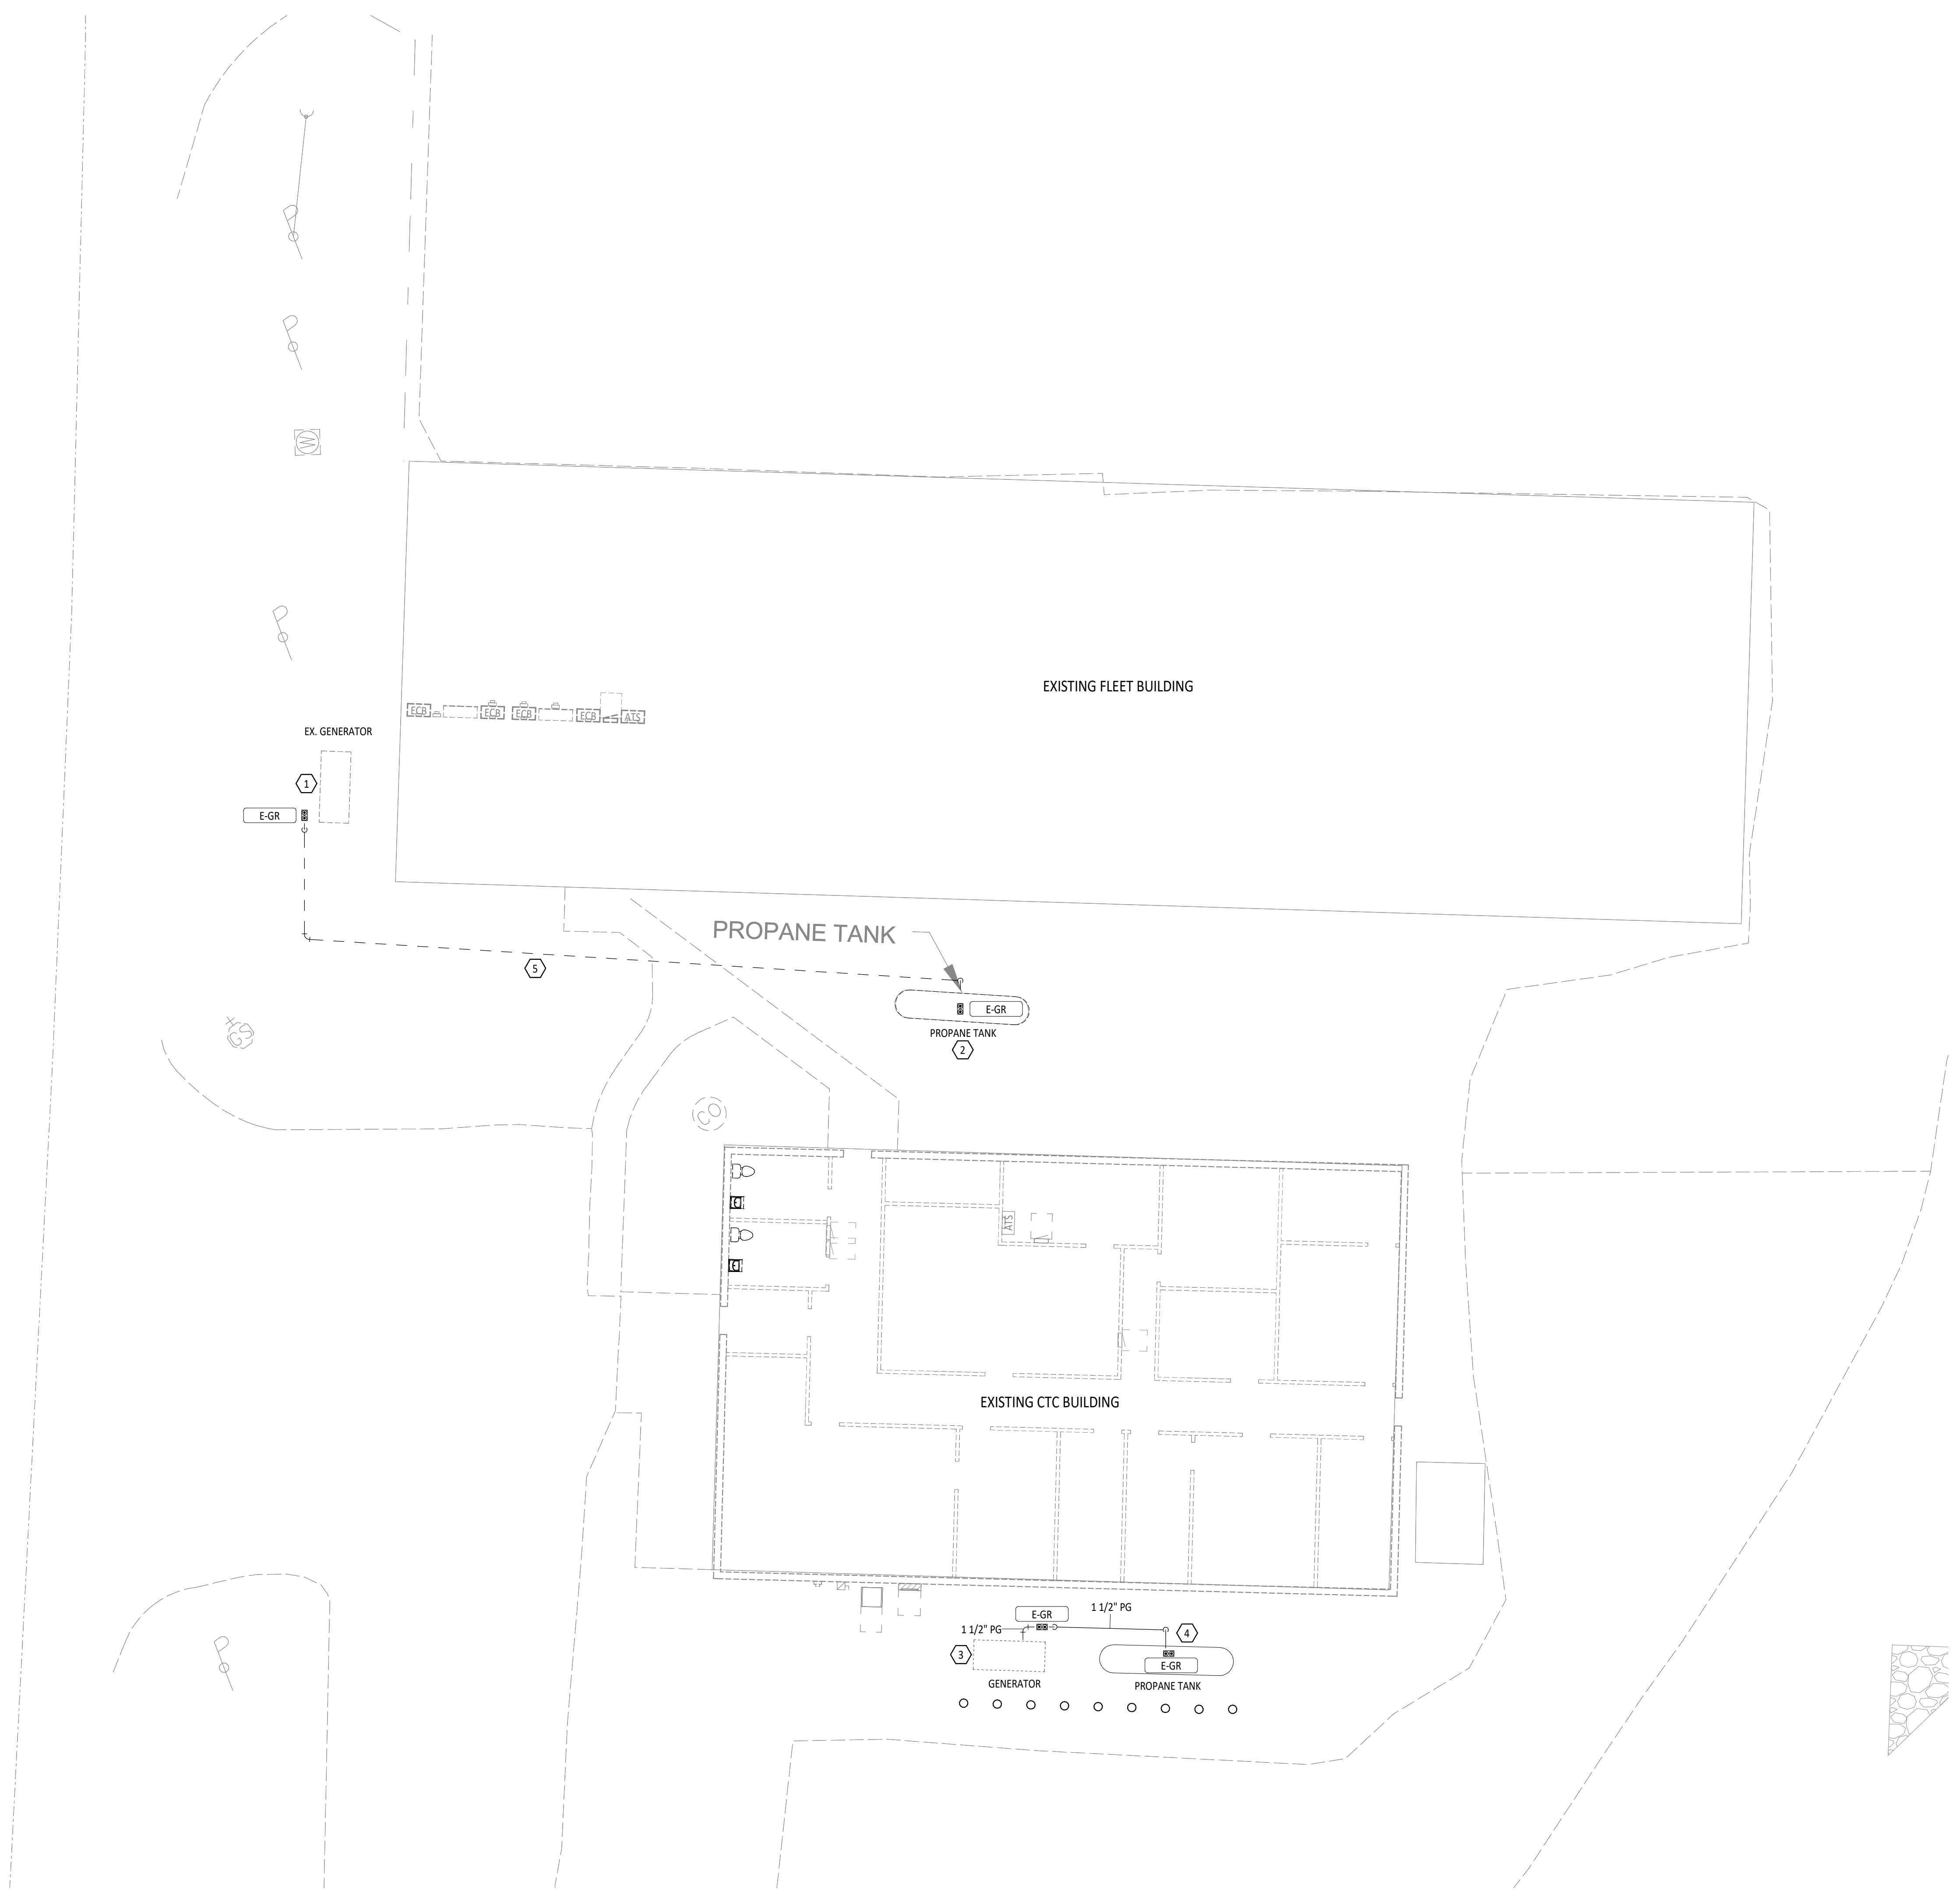 W
EXISTING FLEET BUILDING
ECB
ECB
ECB
ECB
ATS
EX. GENERATOR
1
E-GR
PROPANE TANK
5
E-GR
PROPANE TANK
2
CS
CO
E
ATS
E
EXISTING CTC BUILDING
E-GR
1 1/2" PG
1 1/2" PG
4
3
E-GR
GENERATOR
PROPANE TANK